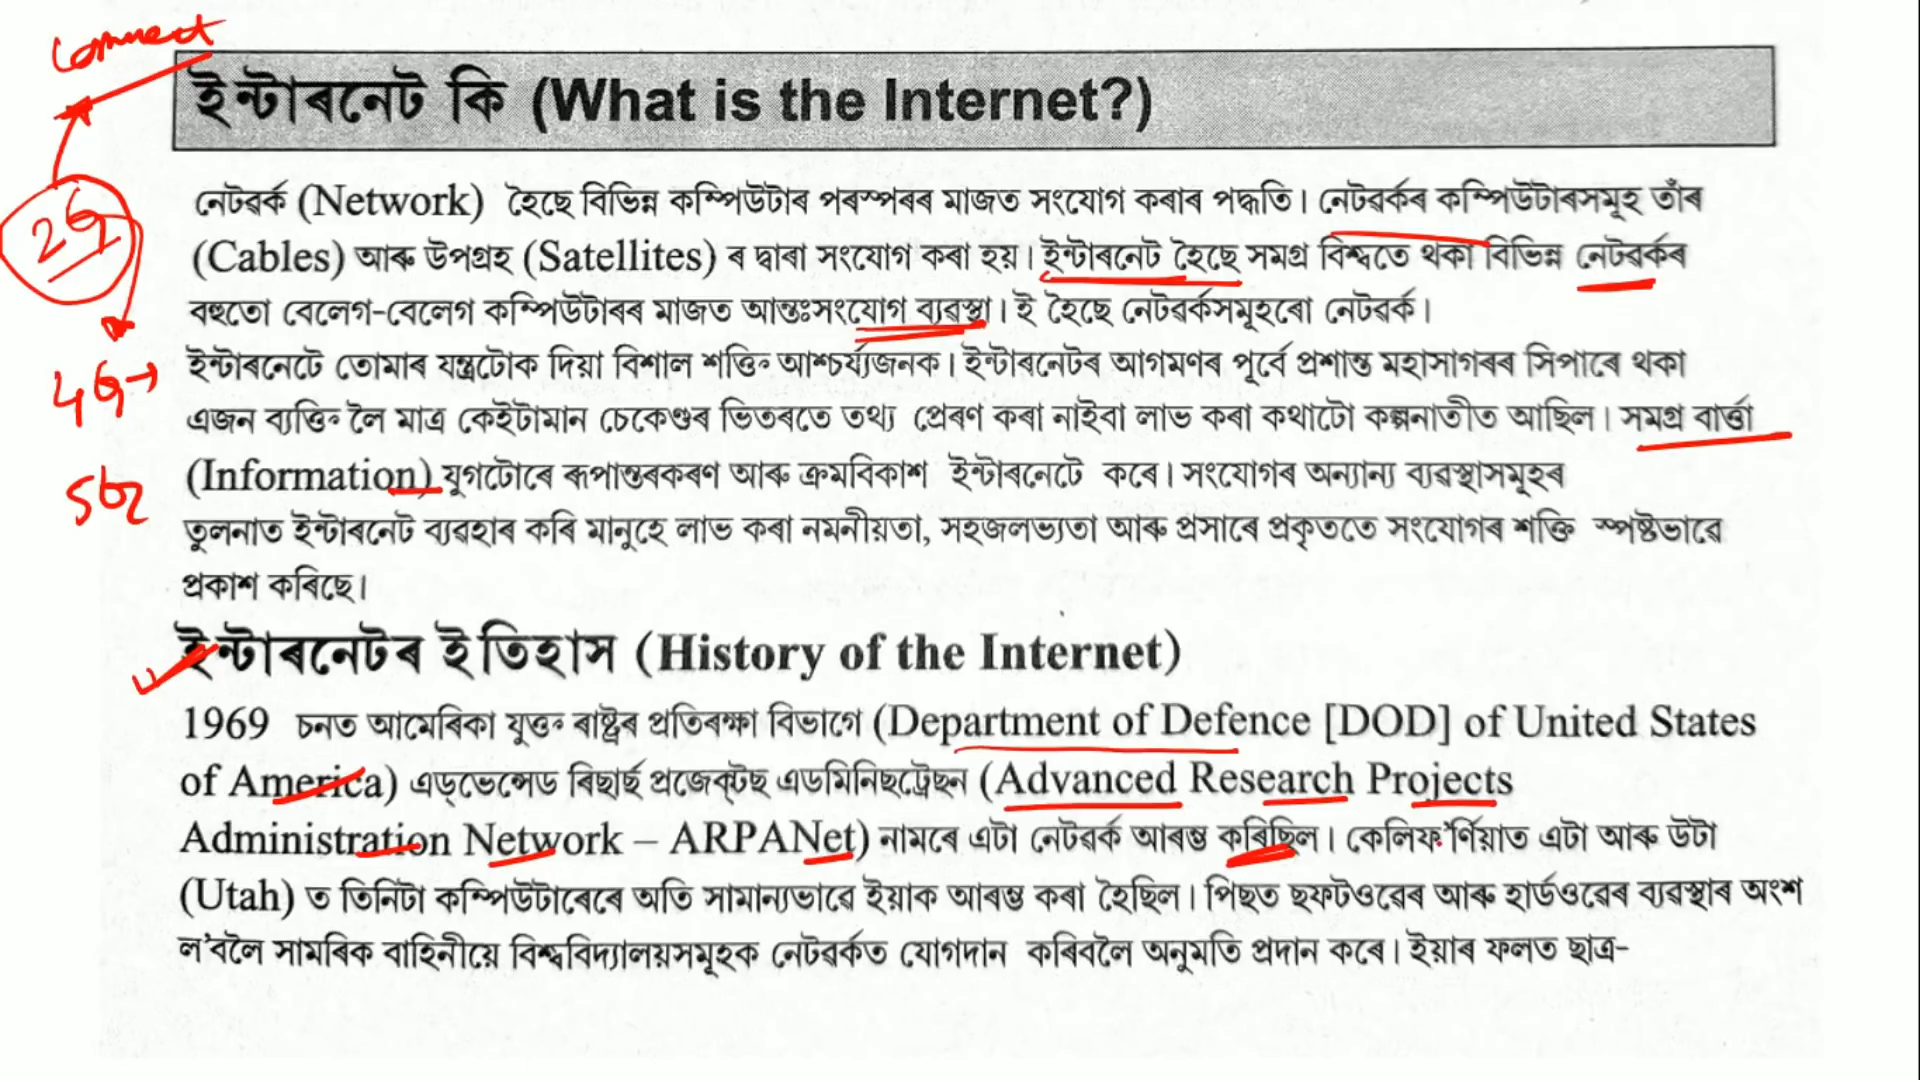 connect
ইন্টাৰনেট কি (What is the Internet?)
নেটৱৰ্ক (Network) হৈছে বিভিন্ন কম্পিউটাৰ পৰস্পৰৰ মাজত সংযোগ কৰাৰ পদ্ধতি। নেটৱৰ্কৰ কম্পিউটাৰসমূহ তাঁৰ
(Cables) আৰু উপগ্ৰহ (Satellites) ৰ দ্বাৰা সংযোগ কৰা হয়। ইন্টাৰনেট হৈছে সমগ্ৰ বিশ্বতে থকা বিভিন্ন নেটৱৰ্কৰ
2G
বহুতো বেলেগ-বেলেগ কম্পিউটাৰৰ মাজত আন্তঃসংযোগ ব্যৱস্থা। ই হৈছে নেটৱৰ্কসমূহৰো নেটৱৰ্ক।
ইন্টাৰনেটে তোমাৰ যন্ত্ৰটোক দিয়া বিশাল শক্তি আশ্চৰ্য্যজনক। ইন্টাৰনেটৰ আগমণৰ পূৰ্বে প্ৰশান্ত মহাসাগৰৰ সিপাৰে থকা
4G
এজন ব্যক্তি লৈ মাত্ৰ কেইটামান চেকেণ্ডৰ ভিতৰতে তথ্য প্ৰেৰণ কৰা নাইবা লাভ কৰা কথাটো কল্পনাতীত আছিল। সমগ্ৰ বাৰ্ত্তা
(Information) যুগটোৰে ৰূপান্তৰকৰণ আৰু ক্ৰমবিকাশ ইন্টাৰনেটে কৰে। সংযোগৰ অন্যান্য ব্যৱস্থাসমূহৰ
5G
তুলনাত ইন্টাৰনেট ব্যৱহাৰ কৰি মানুহে লাভ কৰা নমনীয়তা, সহজলভ্যতা আৰু প্ৰসাৰে প্ৰকৃততে সংযোগৰ শক্তি স্পষ্টভাৱে
প্ৰকাশ কৰিছে।
ইন্টাৰনেটৰ ইতিহাস (History of the Internet)
1969 চনত আমেৰিকা যুক্ত ৰাষ্ট্ৰৰ প্ৰতিৰক্ষা বিভাগে (Department of Defence [DOD] of United States
of America) এড্ভেন্সেড ৰিছাৰ্ছ প্ৰজেক্টছ এডমিনিছট্ৰেছন (Advanced Research Projects
Administration Network – ARPANet) নামৰে এটা নেটৱৰ্ক আৰম্ভ কৰিছিল। কেলিফ'ৰ্ণিয়াত এটা আৰু উটা
(Utah) ত তিনিটা কম্পিউটাৰেৰে অতি সামান্যভাৱে ইয়াক আৰম্ভ কৰা হৈছিল। পিছত ছফটওৱেৰ আৰু হাৰ্ডওৱেৰ ব্যৱস্থাৰ অংশ
ল'বলৈ সামৰিক বাহিনীয়ে বিশ্ববিদ্যালয়সমূহক নেটৱৰ্কত যোগদান কৰিবলৈ অনুমতি প্ৰদান কৰে। ইয়াৰ ফলত ছাত্ৰ-